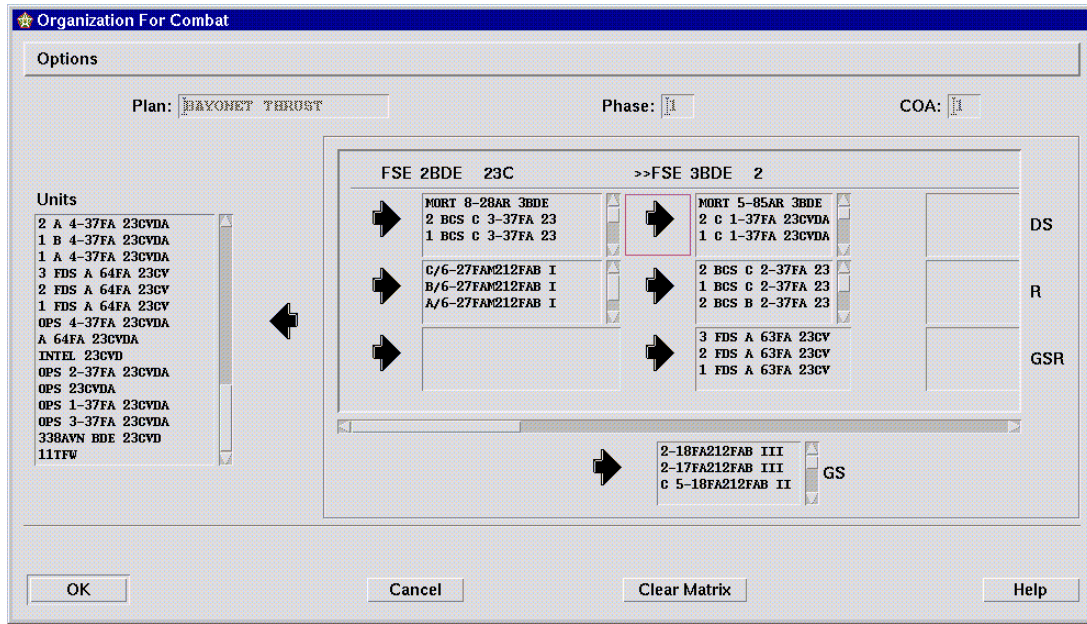 Organization For Combat
Options
Plan: BAYONET THRUST Phase: 1 COA: 1
FSE 2BDE 23C >>FSE 3BDE 2
Units
2 A 4-37FA 23CVDA
1 B 4-37FA 23CVDA
1 A 4-37FA 23CVDA
3 FDS A 64FA 23CV
2 FDS A 64FA 23CV
1 FDS A 64FA 23CV
OPS 4-37FA 23CVDA
A 64FA 23CVDA
INTEL 23CVD
OPS 2-37FA 23CVDA
OPS 23CVDA
OPS 1-37FA 23CVDA
OPS 3-37FA 23CVDA
338AVN BDE 23CVD
11TFW
MORT 8-28AR 3BDE
2 BCS C 3-37FA 23
1 BCS C 3-37FA 23
MORT 5-85AR 3BDE
2 C 1-37FA 23CVDA
1 C 1-37FA 23CVDA
DS
C/6-27FAM212FAB I
B/6-27FAM212FAB I
A/6-27FAM212FAB I
2 BCS C 2-37FA 23
1 BCS C 2-37FA 23
2 BCS B 2-37FA 23
R
3 FDS A 63FA 23CV
2 FDS A 63FA 23CV
1 FDS A 63FA 23CV
GSR
2-18FA212FAB III
2-17FA212FAB III
C 5-18FA212FAB II
GS
OK Cancel Clear Matrix Help